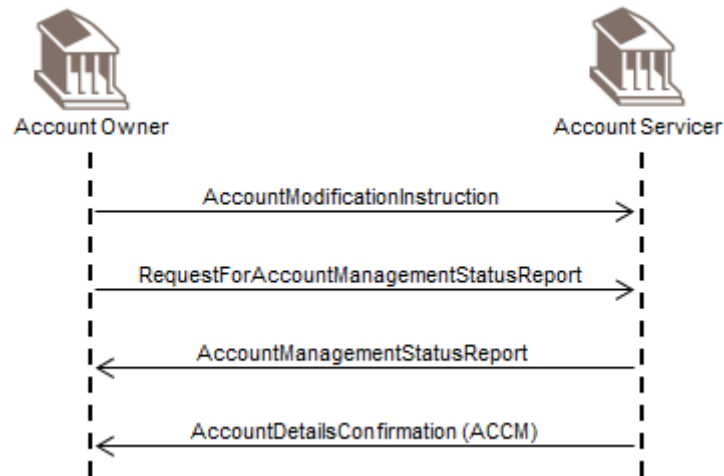 Account Owner
Account Servicer
AccountModificationInstruction
RequestForAccountManagementStatusReport
AccountManagementStatusReport
AccountDetailsConfirmation (ACCM)